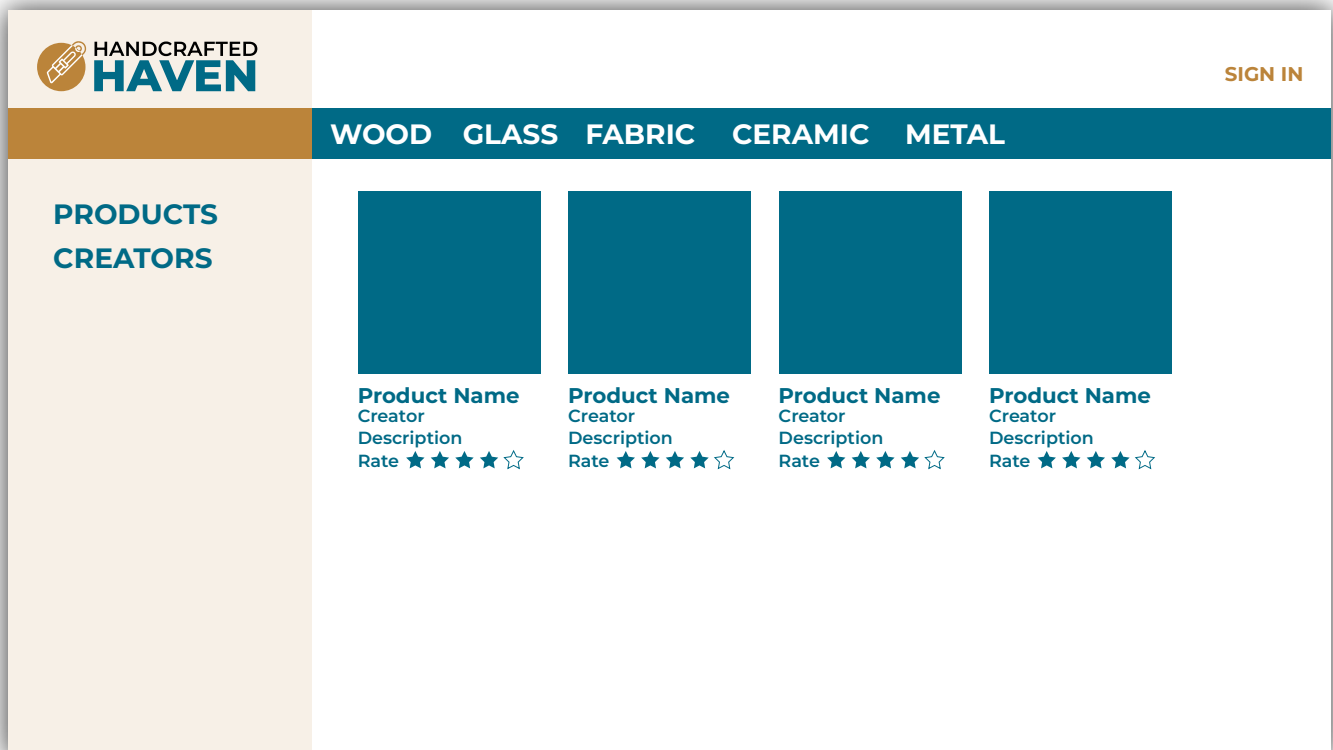 HANDCRAFTED
HAVEN
SIGN IN
WOOD GLASS FABRIC CERAMIC METAL
PRODUCTS
CREATORS
Product Name
Creator
Description
Rate
Product Name
Creator
Description
Rate
Product Name
Creator
Description
Rate
Product Name
Creator
Description
Rate